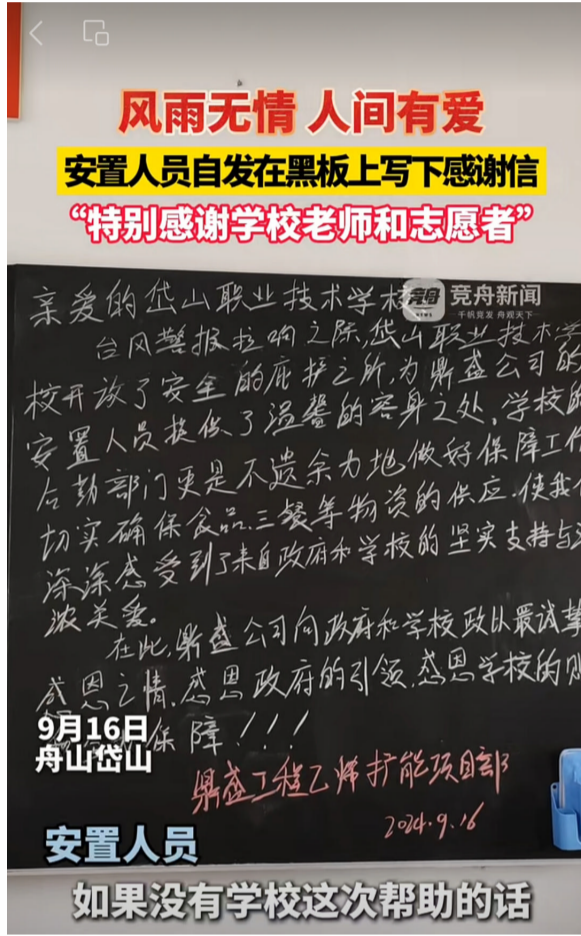 风雨无情 人间有爱
安置人员自发在黑板上写下感谢信
“特别感谢学校老师和志愿者”
竞舟新闻
千帆竞发 舟观天下
亲爱的岱山职业技术学校
台风警报拉响之际,岱山职业技术学
校开放了安全的庇护之所,为鼎盛公司的
安置人员提供了温馨的容身之处。学校的
后勤部门更是不遗余力地做好保障工作
切实确保食品、三餐等物资的供应,使我
深深感受到了来自政府和学校的坚实支持与
浓关爱。
在此,鼎盛公司向政府和学校致以最诚挚
感恩之情,感恩政府的引领,感恩学校的
保障!!!
鼎盛工程乙烯扩能项目部
2024.9.16
9月16日
舟山岱山
安置人员
如果没有学校这次帮助的话